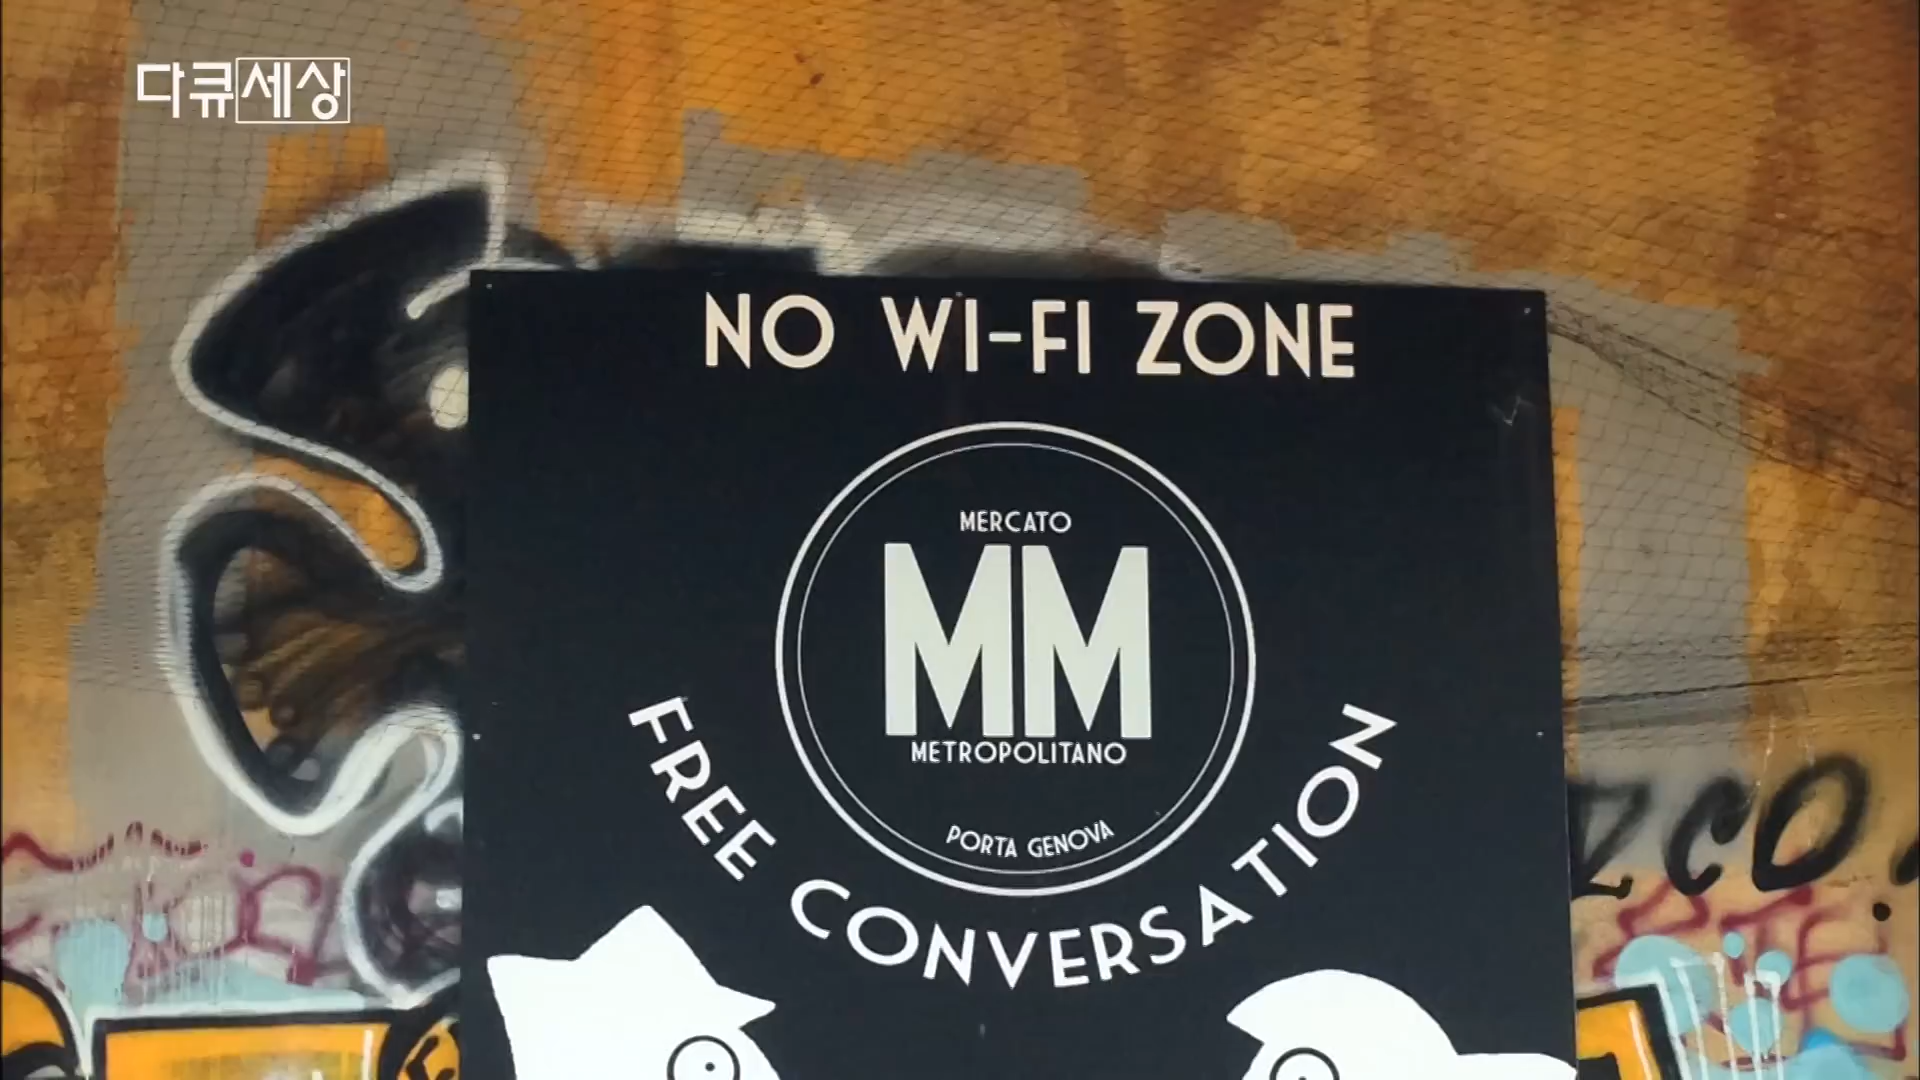 다큐세상
NO WI-FI ZONE
MERCATO
MM
METROPOLITANO
PORTA GENOVA
FREE CONVERSATION